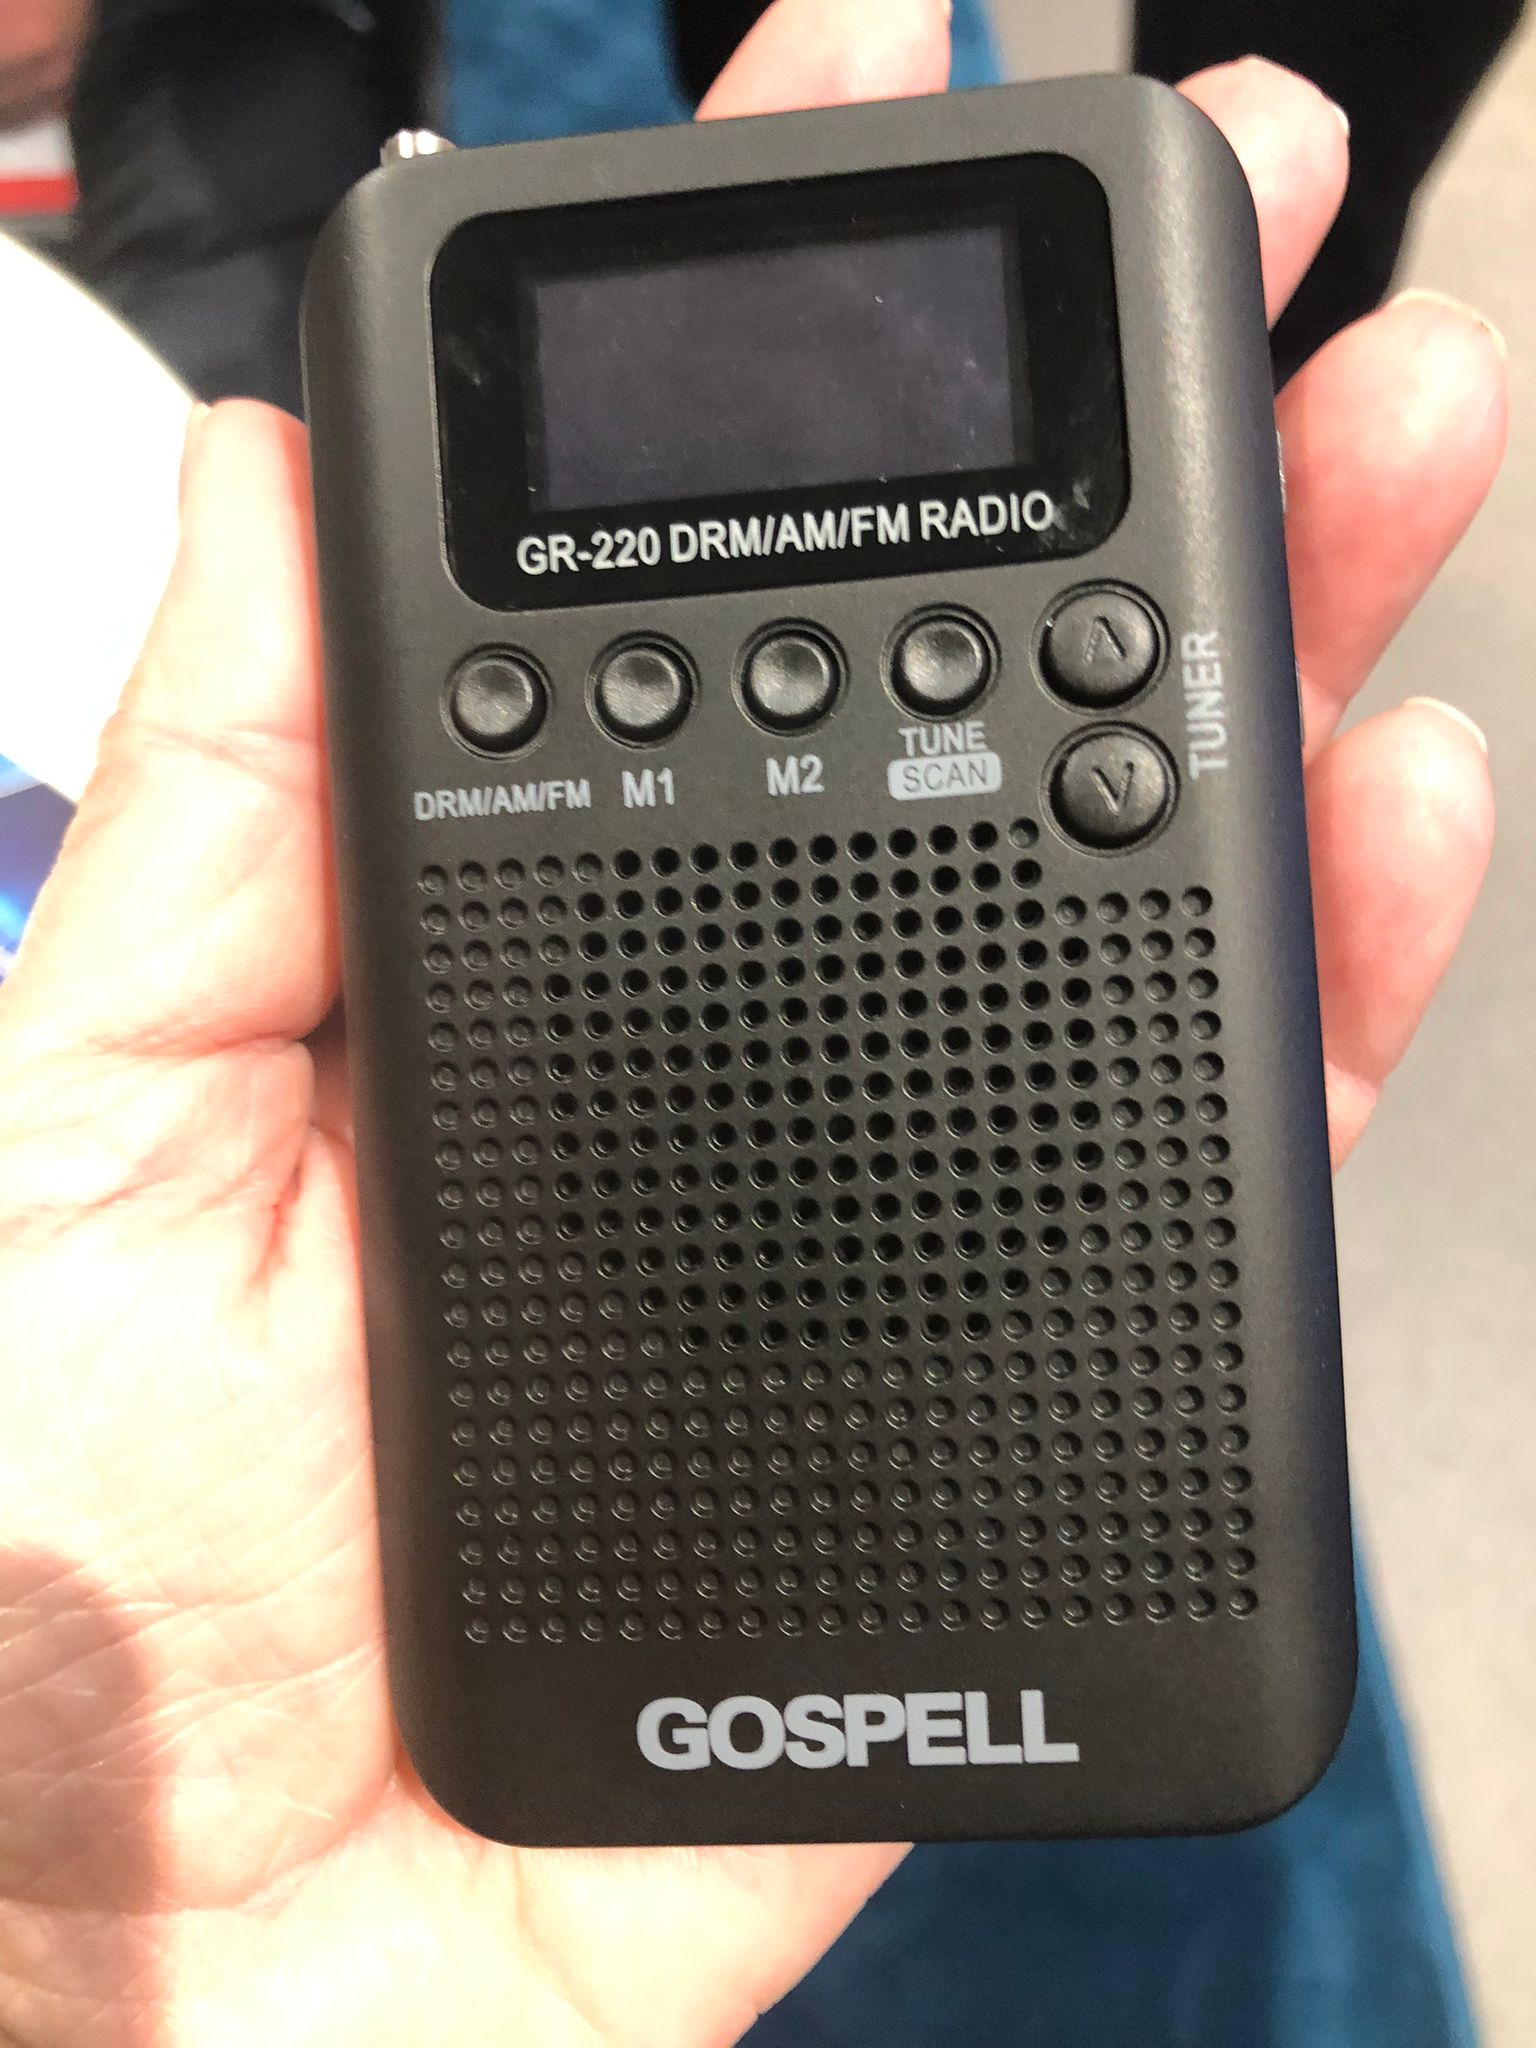 GR-220 DRM/AM/FM RADIO
DRM/AM/FM
M1
M2
TUNE
SCAN
TUNER
GOSPELL